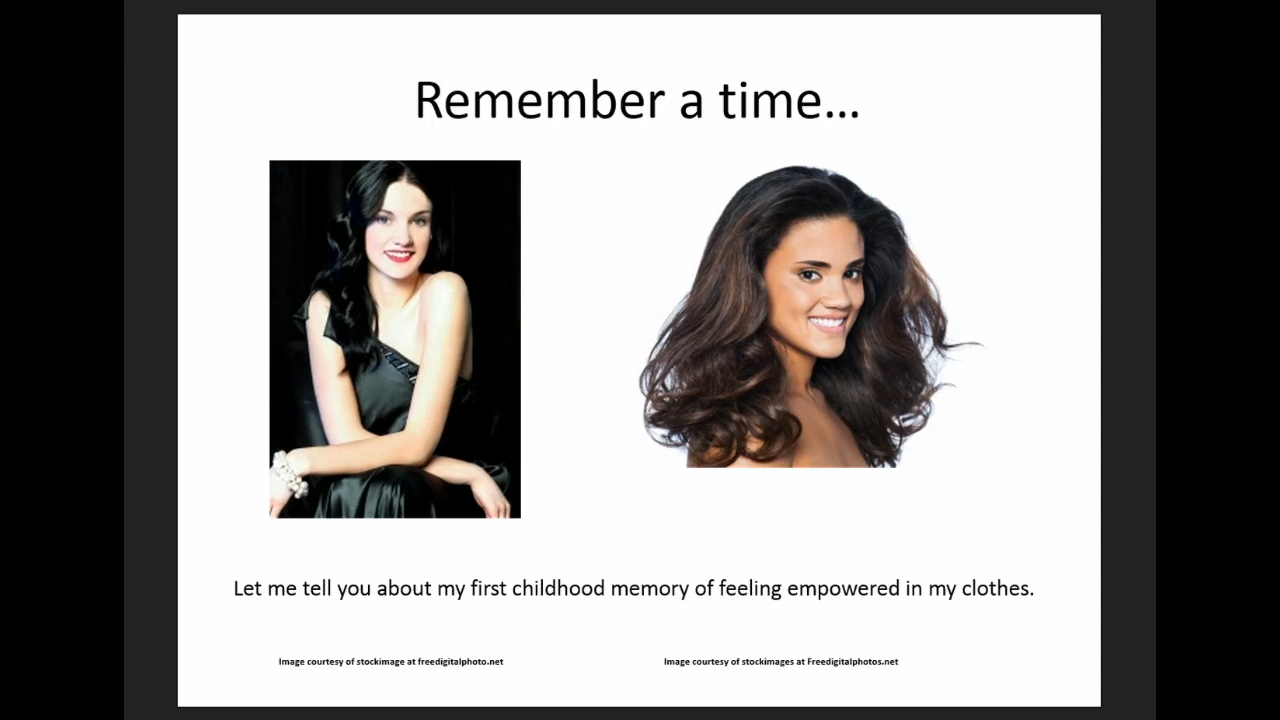 Remember a time...
Let me tell you about my first childhood memory of feeling empowered in my clothes.
Image courtesy of stockimage at freedigitalphoto.net
Image courtesy of stockimages at Freedigitalphotos.net